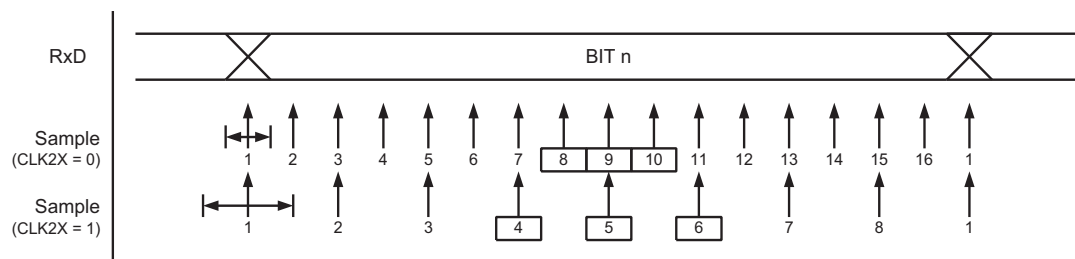 RxD BIT n
Sample
(CLK2X = 0) 1 2 3 4 5 6 7 8 9 10 11 12 13 14 15 16 1
Sample
(CLK2X = 1) 1 2 3 4 5 6 7 8 1